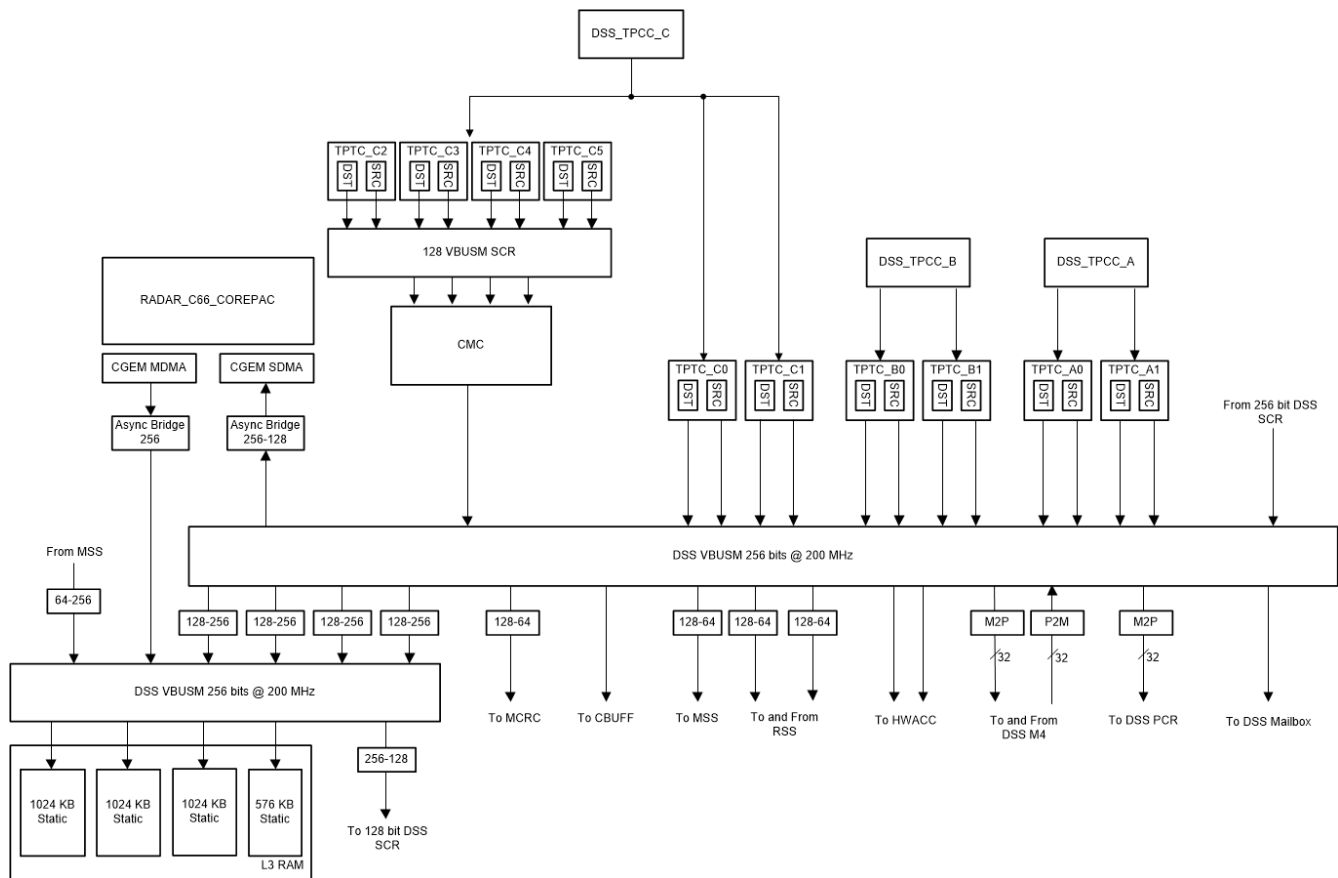 DSS_TPCC_C
TPTC_C2
DST
SRC
TPTC_C3
DST
SRC
TPTC_C4
DST
SRC
TPTC_C5
DST
SRC
128 VBUSM SCR
DSS_TPCC_B
DSS_TPCC_A
RADAR_C66_COREPAC
CMC
CGEM MDMA
CGEM SDMA
TPTC_C0
DST
SRC
TPTC_C1
DST
SRC
TPTC_B0
DST
SRC
TPTC_B1
DST
SRC
TPTC_A0
DST
SRC
TPTC_A1
DST
SRC
From 256 bit DSS
SCR
Async Bridge
256
Async Bridge
256-128
DSS VBUSM 256 bits @ 200 MHz
From MSS
64-256
128-256
128-256
128-256
128-256
128-64
128-64
128-64
128-64
M2P
P2M
M2P
32
32
32
DSS VBUSM 256 bits @ 200 MHz
To MCRC
To CBUFF
To MSS
To and From
RSS
To HWACC
To and From
DSS M4
To DSS PCR
To DSS Mailbox
256-128
1024 KB
Static
1024 KB
Static
1024 KB
Static
576 KB
Static
L3 RAM
To 128 bit DSS
SCR